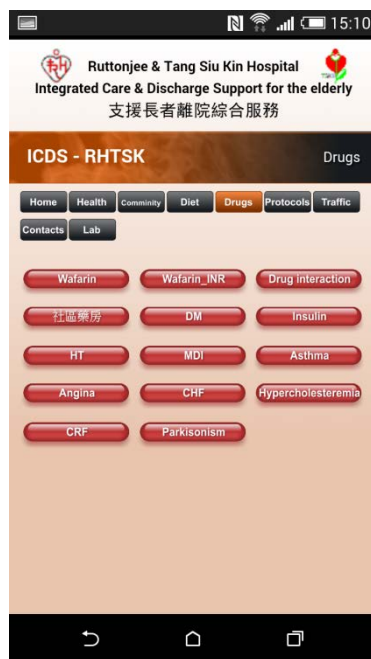 15:10
Ruttonjee & Tang Siu Kin Hospital
Integrated Care & Discharge Support for the elderly
支援長者離院綜合服務
ICDS - RHTSK Drugs
Home Health Comminity Diet Drugs Protocols Traffic
Contacts Lab
Wafarin Wafarin_INR Drug interaction
社區藥房 DM Insulin
HT MDI Asthma
Angina CHF Hypercholesteremia
CRF Parkisonism